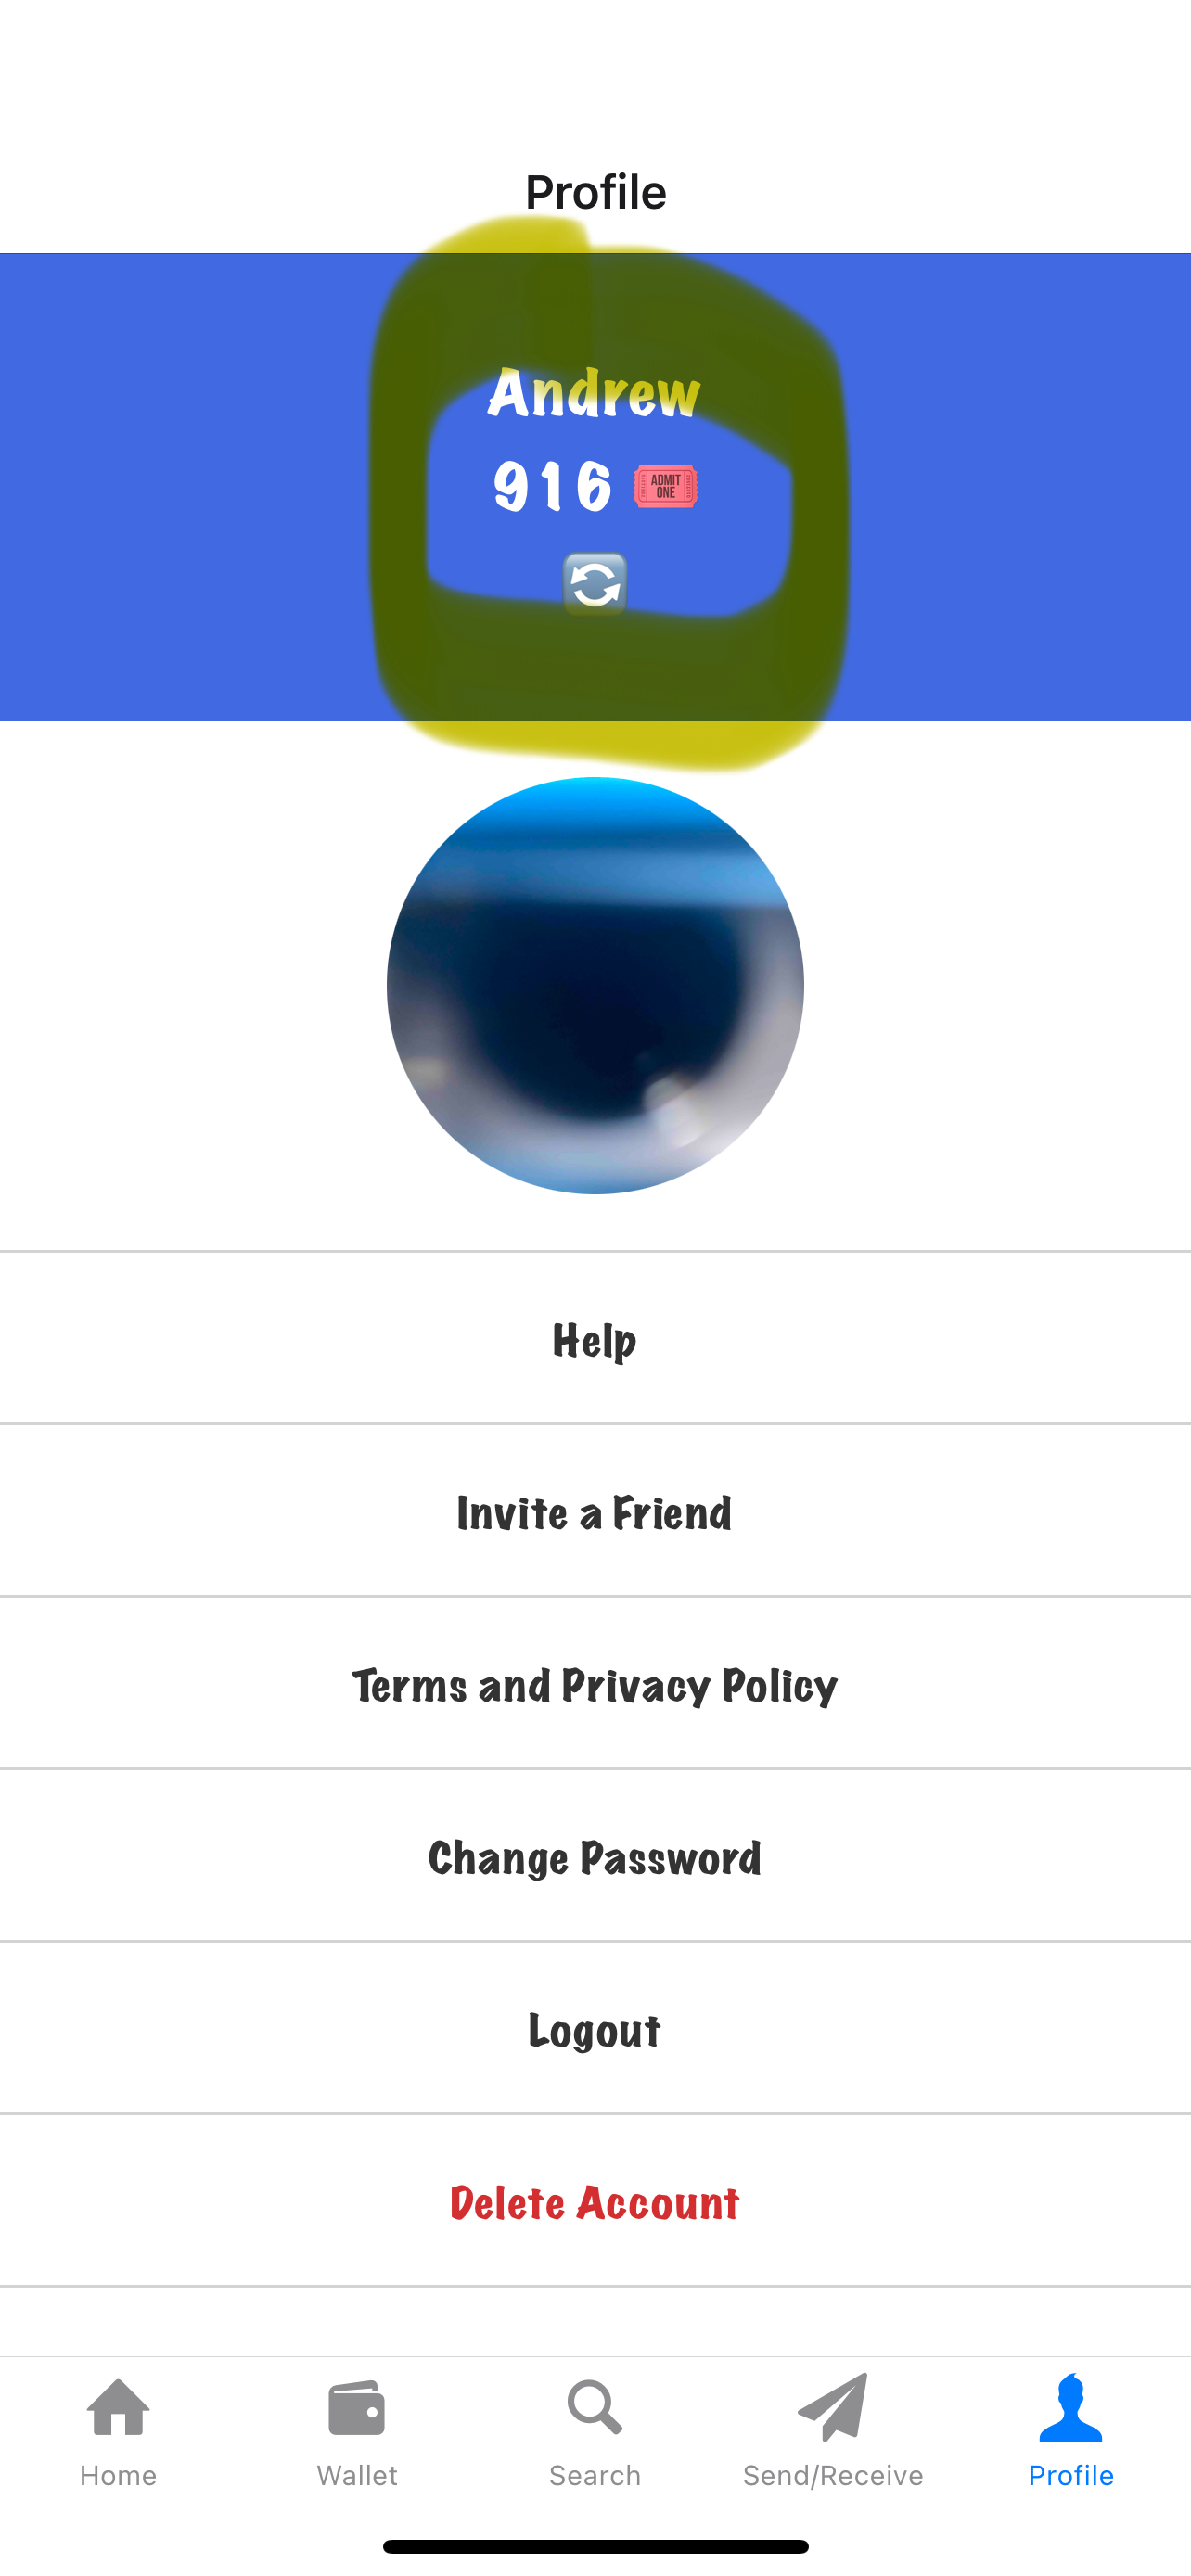 Profile
Andrew
916 🎟️
ADMIT
ONE
Help
Invite a Friend
Terms and Privacy Policy
Change Password
Logout
Delete Account
Home
Wallet
Search
Send/Receive
Profile